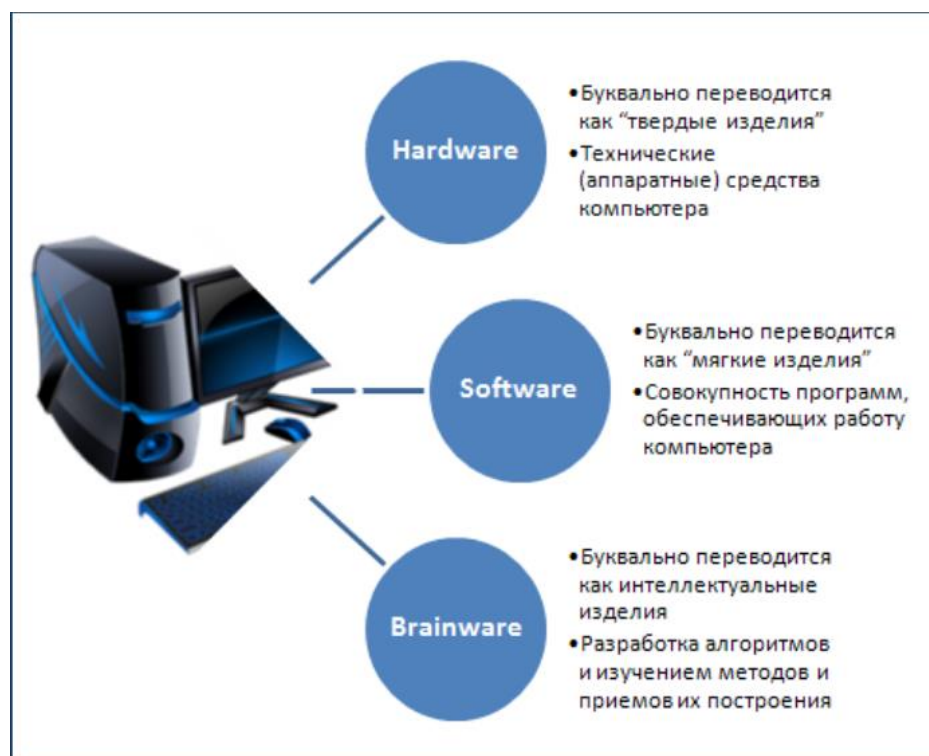 Hardware
•Буквально переводится
как “твердые изделия”
•Технические
(аппаратные) средства
компьютера
Software
•Буквально переводится
как “мягкие изделия”
•Совокупность программ,
обеспечивающих работу
компьютера
Brainware
•Буквально переводится
как интеллектуальные
изделия
•Разработка алгоритмов
и изучением методов и
приемов их построения